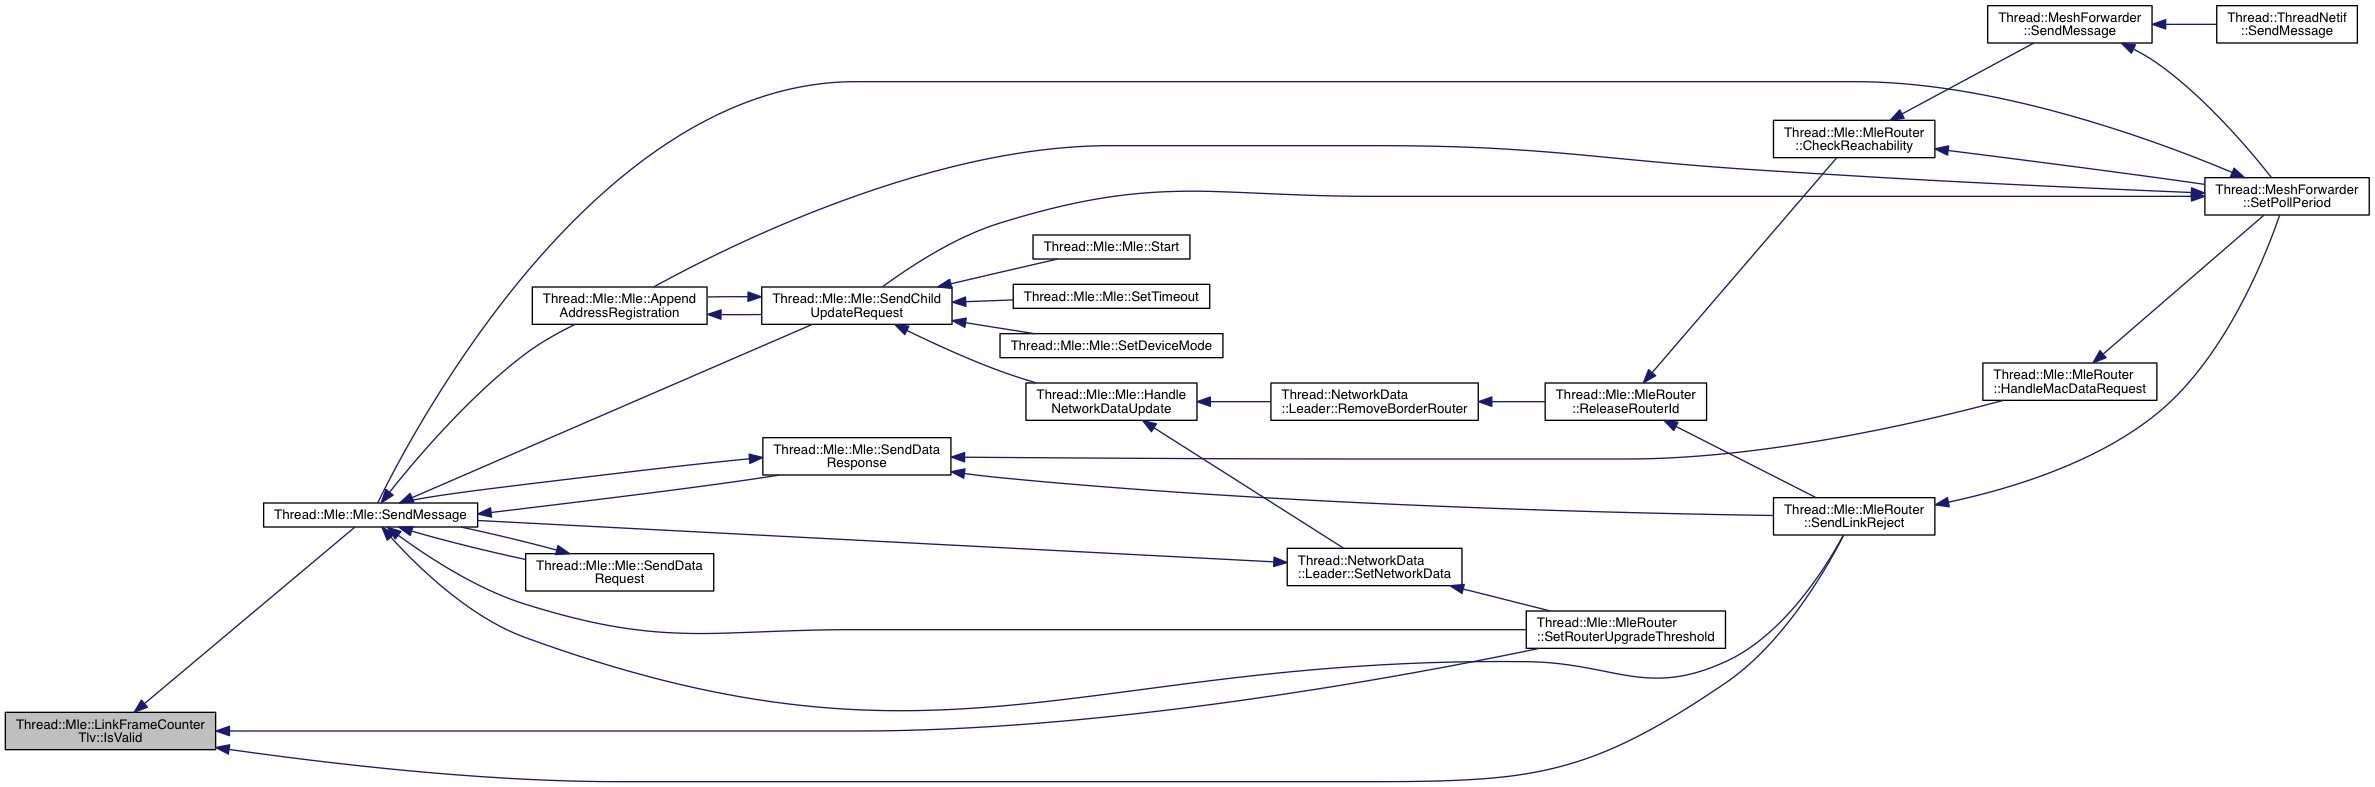 Thread::MeshForwarder
::SendMessage
Thread::ThreadNetif
::SendMessage
Thread::Mle::MleRouter
::CheckReachability
Thread::MeshForwarder
::SetPollPeriod
Thread::Mle::Mle::Start
Thread::Mle::Mle::Append
AddressRegistration
Thread::Mle::Mle::SendChild
UpdateRequest
Thread::Mle::Mle::SetTimeout
Thread::Mle::Mle::SetDeviceMode
Thread::Mle::Mle::Handle
NetworkDataUpdate
Thread::NetworkData
::Leader::RemoveBorderRouter
Thread::Mle::MleRouter
::ReleaseRouterId
Thread::Mle::MleRouter
::HandleMacDataRequest
Thread::Mle::Mle::SendData
Response
Thread::Mle::Mle::SendMessage
Thread::Mle::MleRouter
::SendLinkReject
Thread::Mle::Mle::SendData
Request
Thread::NetworkData
::Leader::SetNetworkData
Thread::Mle::MleRouter
::SetRouterUpgradeThreshold
Thread::Mle::LinkFrameCounter
Tlv::IsValid